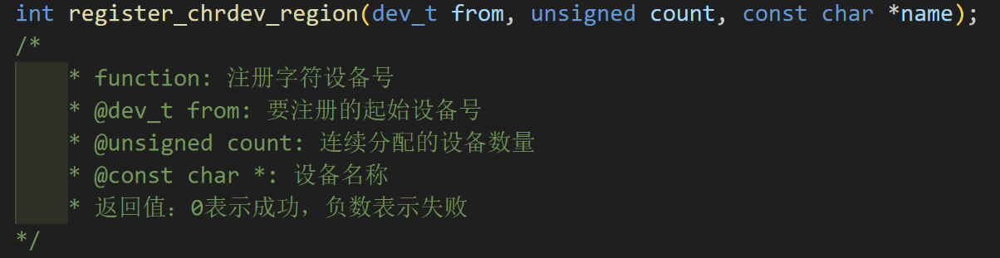 int register_chrdev_region(dev_t from, unsigned count, const char *name);
/*
* function: 注册字符设备号
* @dev_t from: 要注册的起始设备号
* @unsigned count: 连续分配的设备数量
* @const char *: 设备名称
* 返回值：0表示成功，负数表示失败
*/